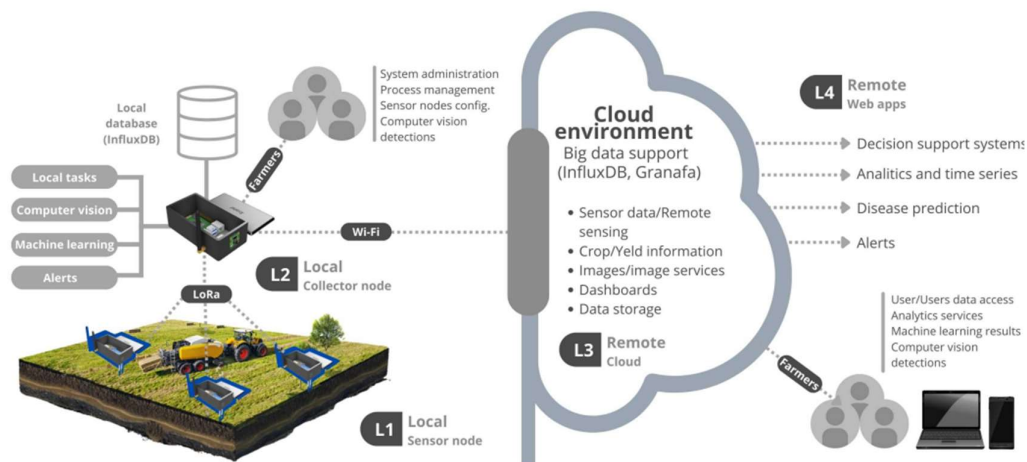 Local
database
(InfluxDB)
System administration
Process management
Sensor nodes config.
Computer vision
detections
Farmers
Local tasks
Computer vision
Machine learning
Alerts
Wi-Fi
L2
Local
Collector node
LoRa
L1
Local
Sensor node
Cloud
environment
Big data support
(InfluxDB, Granafa)
• Sensor data/Remote
sensing
• Crop/Yeld information
• Images/image services
• Dashboards
• Data storage
L3
Remote
Cloud
L4
Remote
Web apps
Decision support systems
Analitics and time series
Disease prediction
Alerts
User/Users data access
Analytics services
Machine learning results
Computer vision
detections
Farmers